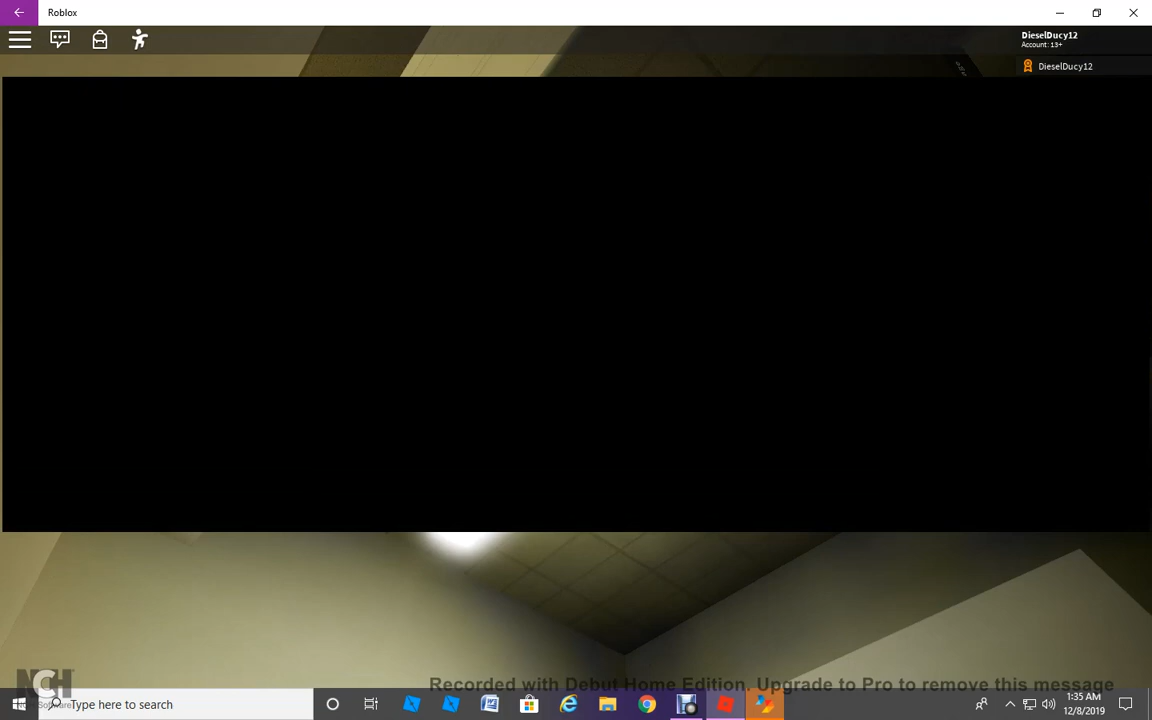 Roblox
DieselDucy12
Account: 13+
DieselDucy12
Recorded with Debut Home Edition. Upgrade to Pro to remove this message
NCH
Type here to search
1:35 AM
12/8/2019